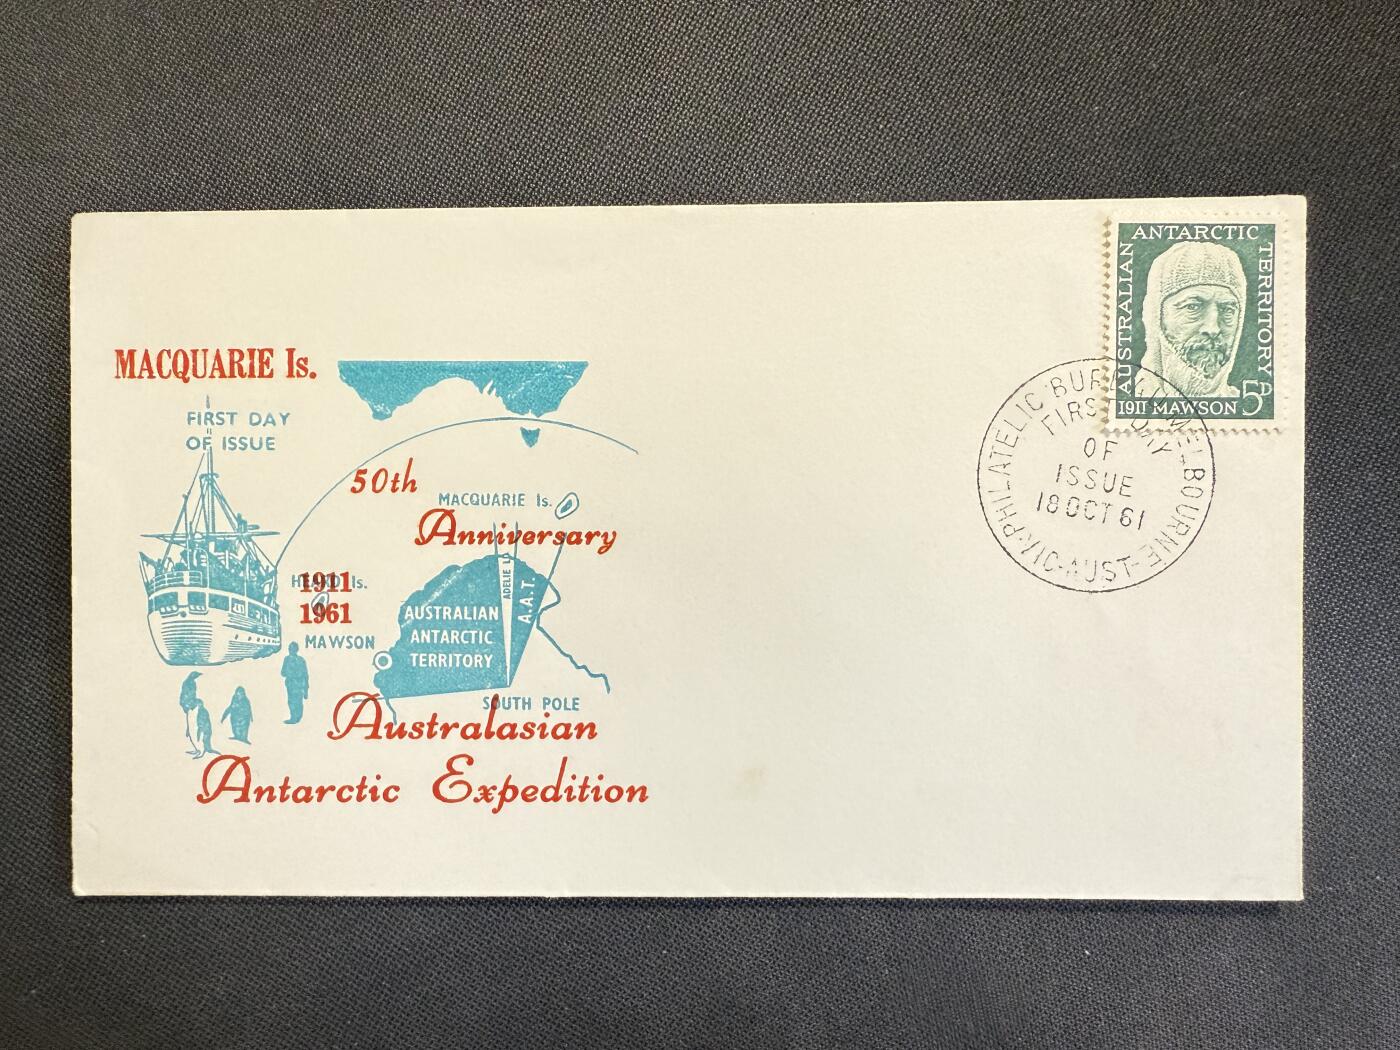 MACQUARIE Is.
FIRST DAY
OF ISSUE
50th
MACQUARIE Is.
Anniversary
HEARD Is.
1911
1961
MAWSON
ADELIE L.
A.A.T.
AUSTRALIAN
ANTARCTIC
TERRITORY
SOUTH POLE
Australasian
Antarctic Expedition
AUSTRALIAN
ANTARCTIC
TERRITORY
1911 MAWSON 5D
PHILATELIC BUREAU MELBOURNE
VIC-AUST-
FIRST DAY
OF
ISSUE
18 OCT 61